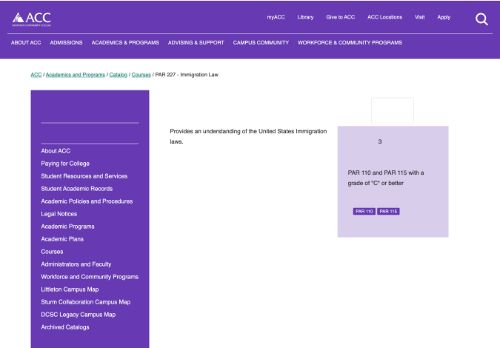 myACC Library Give to ACC ACC Locations Visit Apply
ACC
ABOUT ACC ADMISSIONS ACADEMICS & PROGRAMS ADVISING & SUPPORT CAMPUS COMMUNITY WORKFORCE & COMMUNITY PROGRAMS
ACC / Academics and Programs / Catalog / Courses / PAR 227 - Immigration Law
About ACC
Paying for College
Student Resources and Services
Student Academic Records
Academic Policies and Procedures
Legal Notices
Academic Programs
Academic Plans
Courses
Administrators and Faculty
Workforce and Community Programs
Littleton Campus Map
Sturm Collaboration Campus Map
DCSC Legacy Campus Map
Archived Catalogs
Provides an understanding of the United States Immigration
laws.
3
PAR 110 and PAR 115 with a
grade of "C" or better
PAR 110 PAR 115